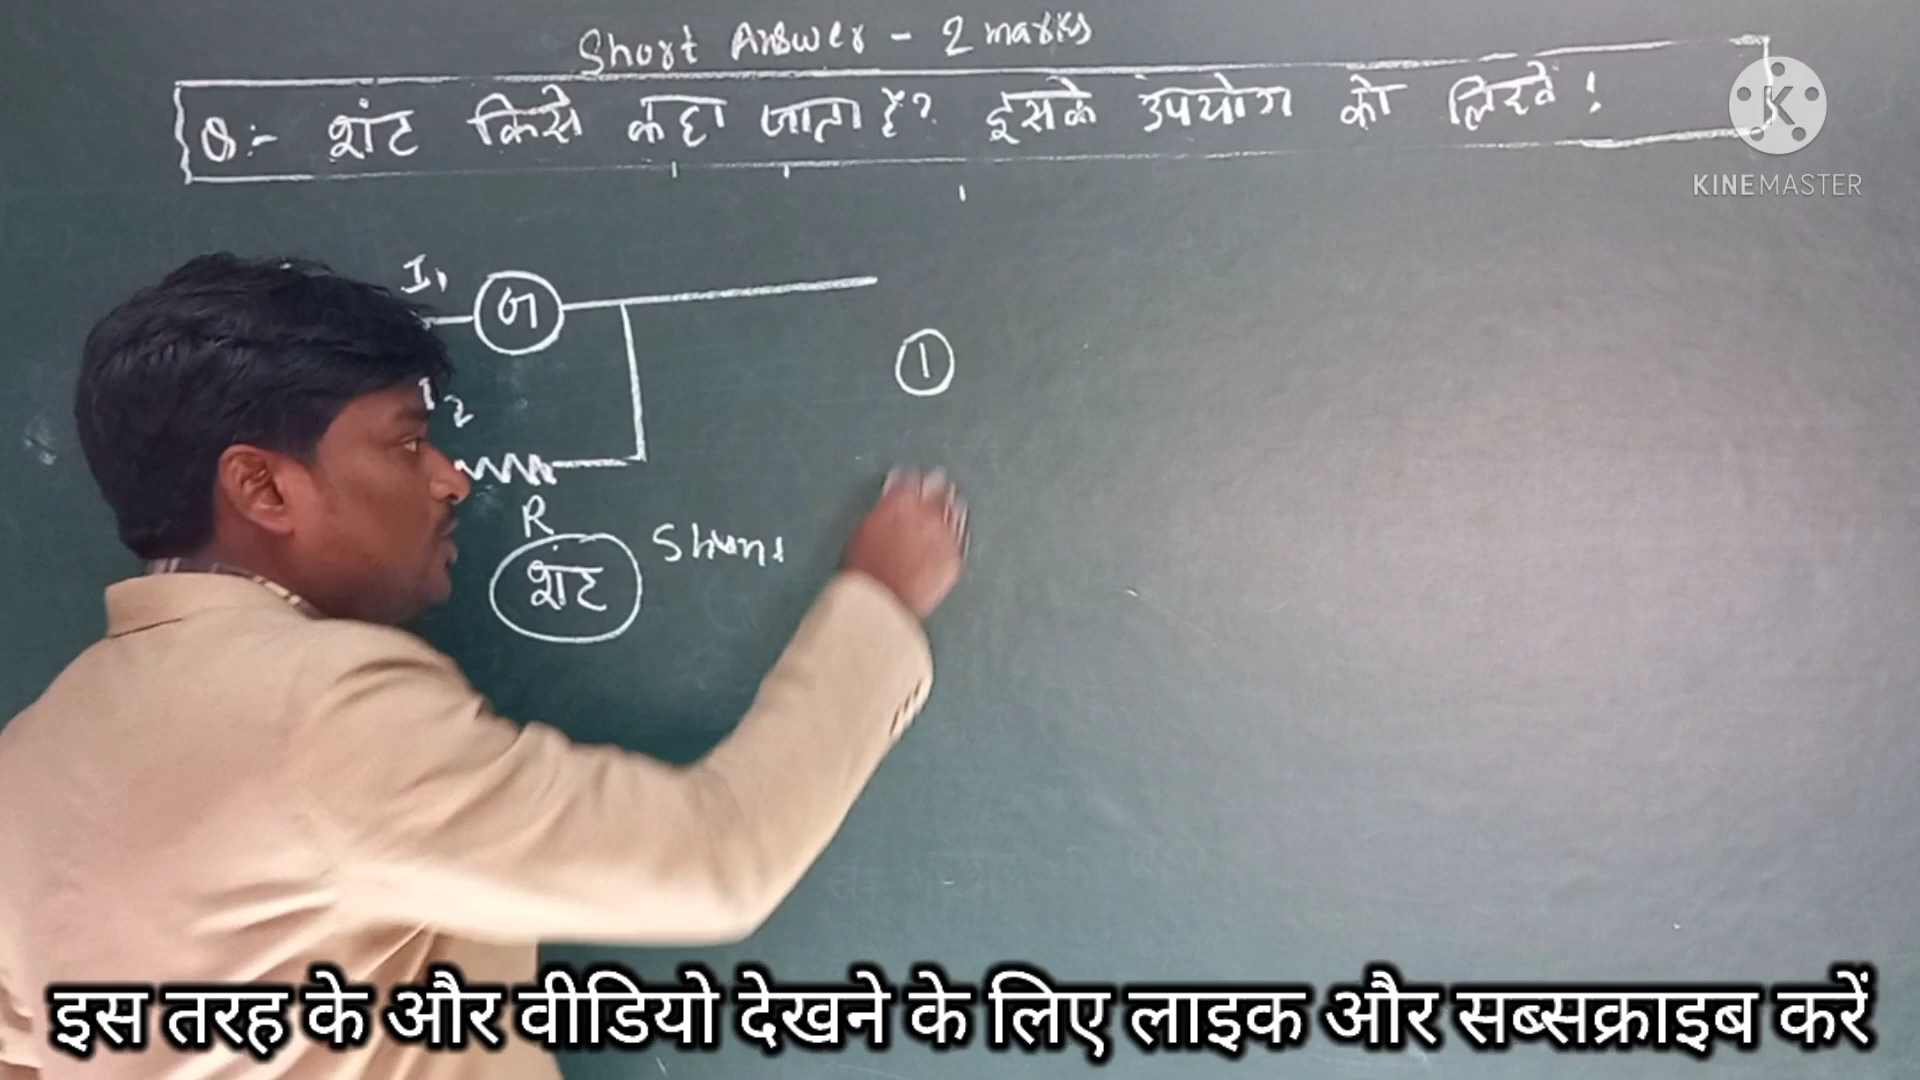 Short Answer - 2 marks
Q:- शंट किसे कहा जाता है? इसके उपयोग को लिखें!
K
KINEMASTER
I₁
G
1
I₂
R
शंट
Shunt
इस तरह के और वीडियो देखने के लिए लाइक और सब्सक्राइब करें